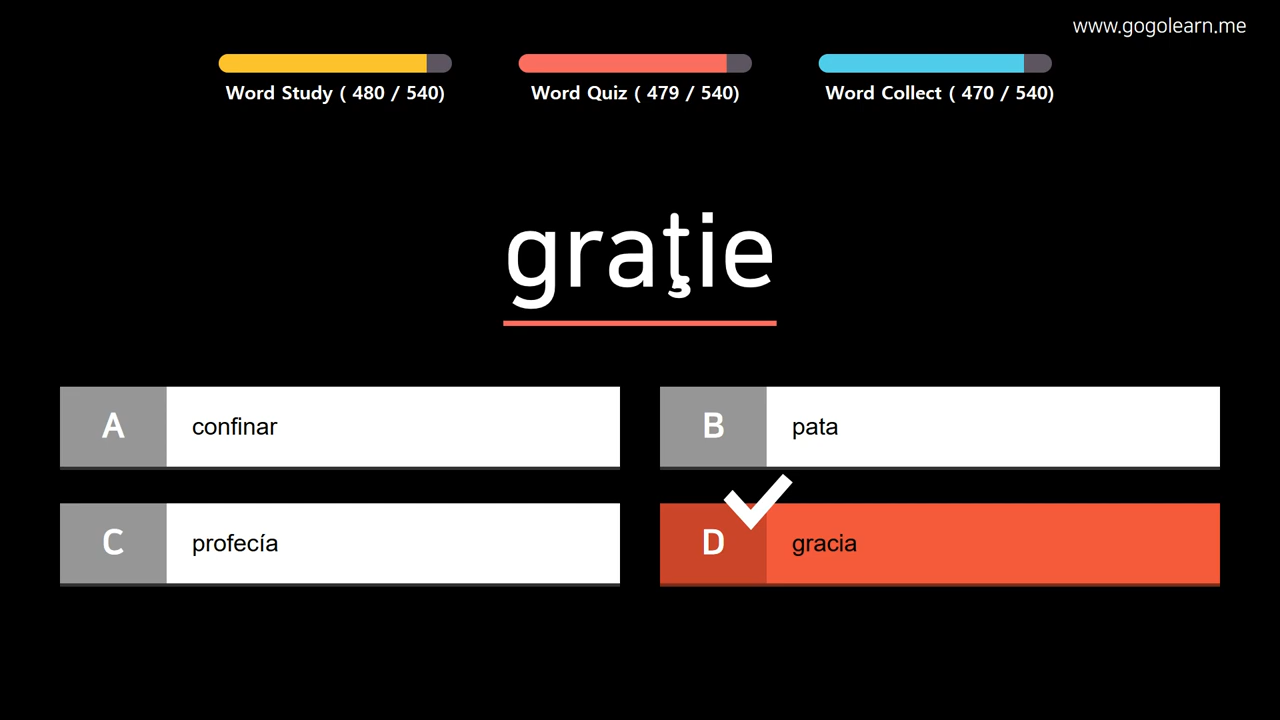 www.gogolearn.me
Word Study ( 480 / 540)
Word Quiz ( 479 / 540)
Word Collect ( 470 / 540)
graţie
A confinar
B pata
C profecía
D gracia